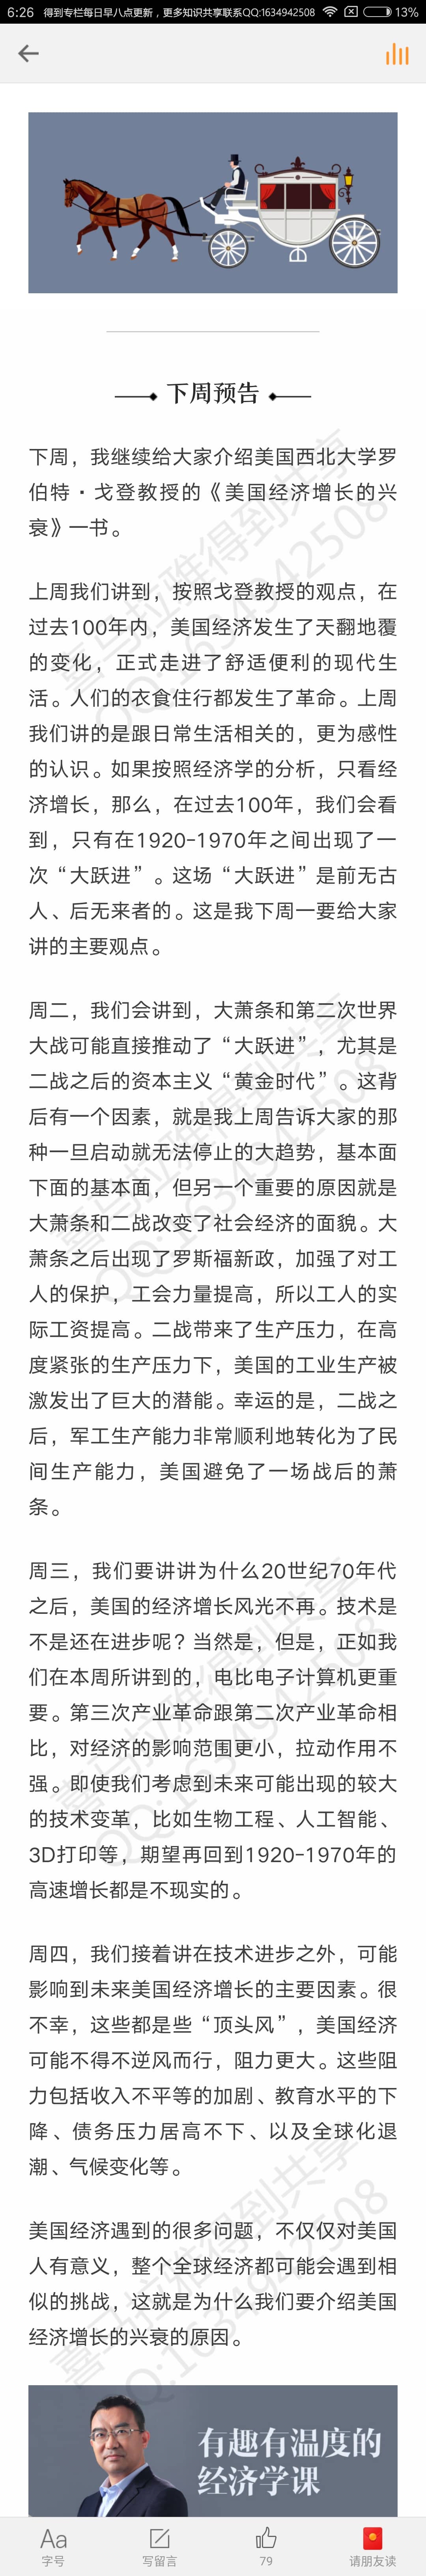 6:26 得到专栏每日早八点更新，更多知识共享联系QQ:1634942508 13%
下周预告
下周，我继续给大家介绍美国西北大学罗
伯特·戈登教授的《美国经济增长的兴
衰》一书。
上周我们讲到，按照戈登教授的观点，在
过去100年内，美国经济发生了天翻地覆
的变化，正式走进了舒适便利的现代生
活。人们的衣食住行都发生了革命。上周
我们讲的是跟日常生活相关的，更为感性
的认识。如果按照经济学的分析，只看经
济增长，那么，在过去100年，我们会看
到，只有在1920-1970年之间出现了一
次“大跃进”。这场“大跃进”是前无古
人、后无来者的。这是我下周一要给大家
讲的主要观点。
周二，我们会讲到，大萧条和第二次世界
大战可能直接推动了“大跃进”，尤其是
二战之后的资本主义“黄金时代”。这背
后有一个因素，就是我上周告诉大家的那
种一旦启动就无法停止的大趋势，基本面
下面的基本面，但另一个重要的原因就是
大萧条和二战改变了社会经济的面貌。大
萧条之后出现了罗斯福新政，加强了对工
人的保护，工会力量提高，所以工人的实
际工资提高。二战带来了生产压力，在高
度紧张的生产压力下，美国的工业生产被
激发出了巨大的潜能。幸运的是，二战之
后，军工生产能力非常顺利地转化为了民
间生产能力，美国避免了一场战后的萧
条。
周三，我们要讲讲为什么20世纪70年代
之后，美国的经济增长风光不再。技术是
不是还在进步呢？当然是，但是，正如我
们在本周所讲到的，电比电子计算机更重
要。第三次产业革命跟第二次产业革命相
比，对经济的影响范围更小，拉动作用不
强。即使我们考虑到未来可能出现的较大
的技术变革，比如生物工程、人工智能、
3D打印等，期望再回到1920-1970年的
高速增长都是不现实的。
周四，我们接着讲在技术进步之外，可能
影响到未来美国经济增长的主要因素。很
不幸，这些都是些“顶头风”，美国经济
可能不得不逆风而行，阻力更大。这些阻
力包括收入不平等的加剧、教育水平的下
降、债务压力居高不下、以及全球化退
潮、气候变化等。
美国经济遇到的很多问题，不仅仅对美国
人有意义，整个全球经济都可能会遇到相
似的挑战，这就是为什么我们要介绍美国
经济增长的兴衰的原因。
有趣有温度的
经济学课
Aa
字号 写留言 79 请朋友读
喜马拉雅得到共享
QQ:1634942508
喜马拉雅得到共享
QQ:1634942508
喜马拉雅得到共享
QQ:1634942508
喜马拉雅得到共享
QQ:1634942508